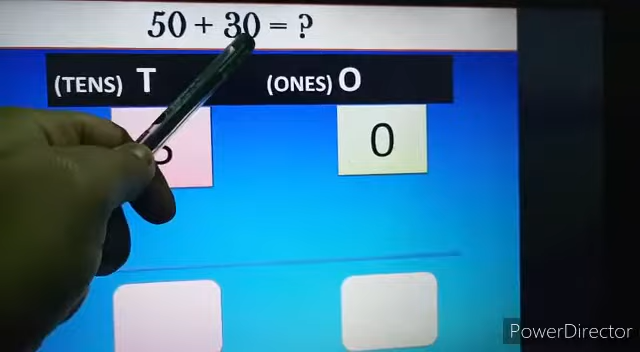 50 + 30 = ?
(TENS) T (ONES) O
0
PowerDirector